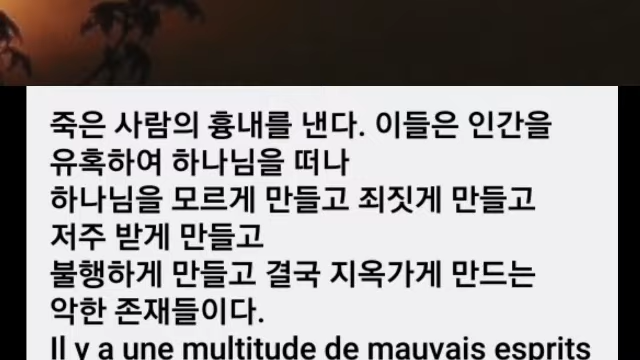 죽은 사람의 흉내를 낸다. 이들은 인간을
유혹하여 하나님을 떠나
하나님을 모르게 만들고 죄짓게 만들고
저주 받게 만들고
불행하게 만들고 결국 지옥가게 만드는
악한 존재들이다.
Il y a une multitude de mauvais esprits